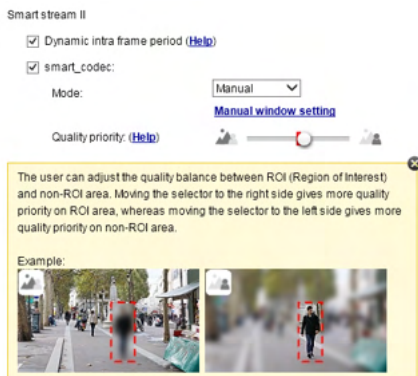 Smart stream II
Dynamic intra frame period (Help)
smart_codec:
Mode: Manual
Manual window setting
Quality priority: (Help)
The user can adjust the quality balance between ROI (Region of Interest)
and non-ROI area. Moving the selector to the right side gives more quality
priority on ROI area, whereas moving the selector to the left side gives more
quality priority on non-ROI area.
Example: